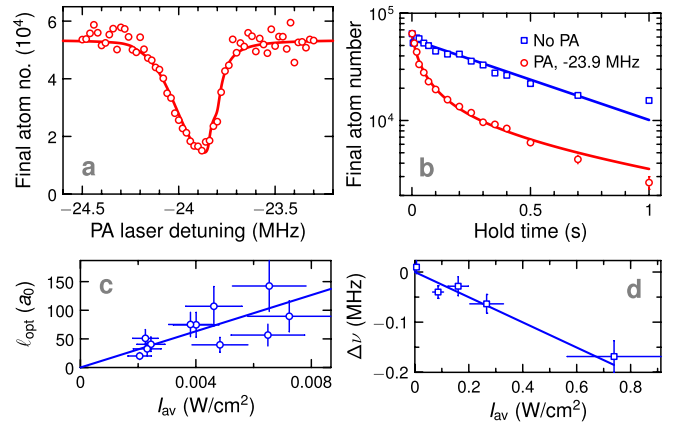 Final atom no. (10⁴)
6
4
2
0
a
−24.5
−24
−23.5
PA laser detuning (MHz)
Final atom number
10⁵
10⁴
No PA
PA, -23.9 MHz
b
0
0.5
1
Hold time (s)
ℓopt (a₀)
150
100
50
0
c
0
0.004
0.008
Iav (W/cm²)
Δν (MHz)
0
−0.1
−0.2
d
0
0.2
0.4
0.6
0.8
Iav (W/cm²)